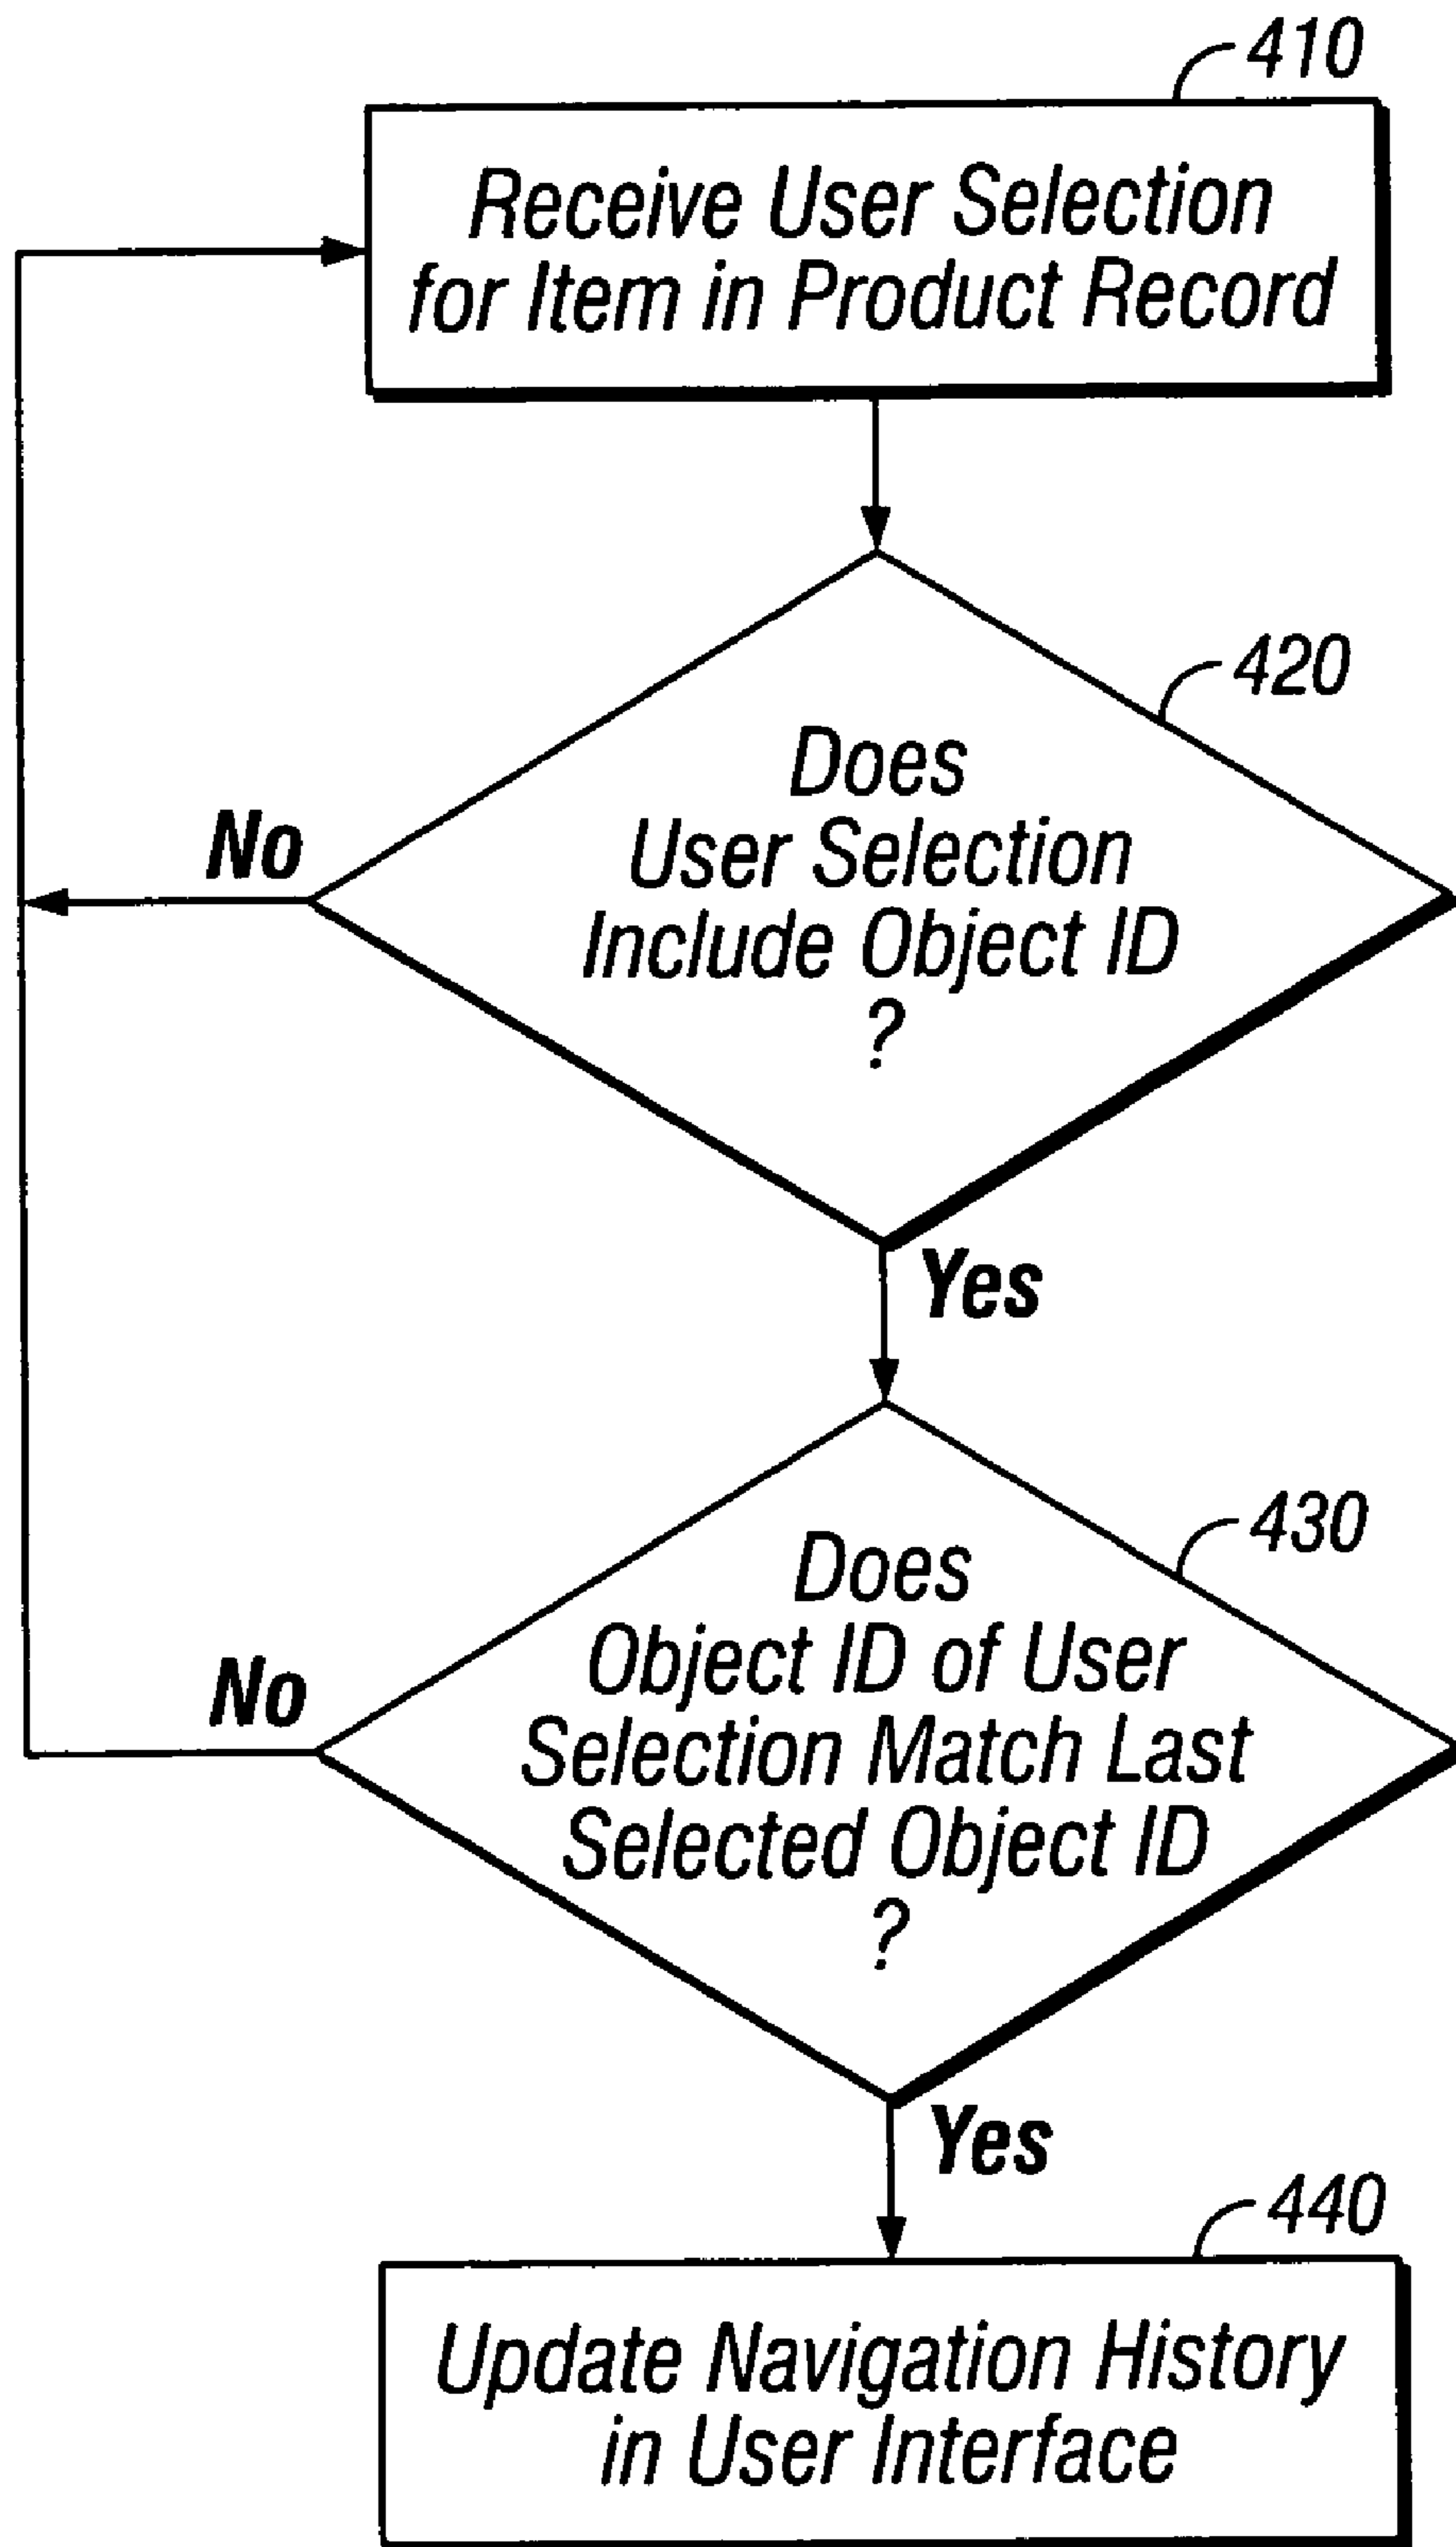 410
Receive User Selection
for Item in Product Record
420
Does
User Selection
Include Object ID
?
No
Yes
430
Does
Object ID of User
Selection Match Last
Selected Object ID
?
No
Yes
440
Update Navigation History
in User Interface